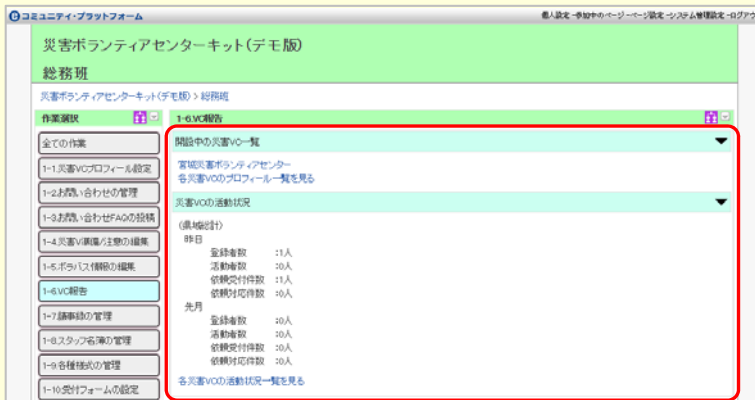 コミュニティ・プラットフォーム
個人設定 -参加中のページ -ページ設定 -システム管理設定 -ログアウ
災害ボランティアセンターキット(デモ版)
総務班
災害ボランティアセンターキット(デモ版) > 総務班
作業選択
1-6.VC報告
全ての作業
1-1.災害VCプロフィール設定
1-2.お問い合わせの管理
1-3.お問い合わせFAQの投稿
1-4.災害V準備/注意の編集
1-5.ボラバス情報の編集
1-6.VC報告
1-7.議事録の管理
1-8.スタッフ名簿の管理
1-9.各種様式の管理
1-10.受付フォームの設定
開設中の災害VC一覧
宮城災害ボランティアセンター
各災害VCのプロフィール一覧を見る
災害VCの活動状況
(県域総計)
昨日
登録者数 :1人
活動者数 :0人
依頼受付件数 :1人
依頼対応件数 :0人
先月
登録者数 :0人
活動者数 :0人
依頼受付件数 :0人
依頼対応件数 :0人
各災害VCの活動状況一覧を見る